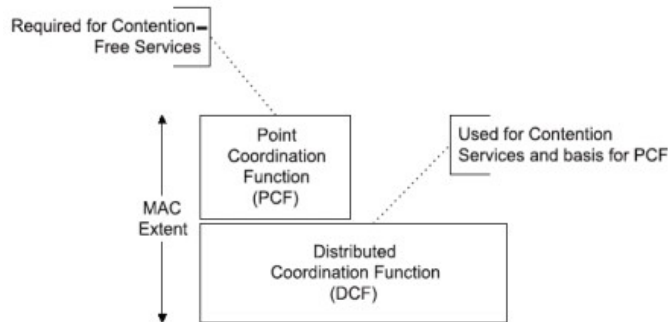 Required for Contention–
Free Services
Point
Coordination
Function
(PCF)
Used for Contention
Services and basis for PCF
MAC
Extent
Distributed
Coordination Function
(DCF)